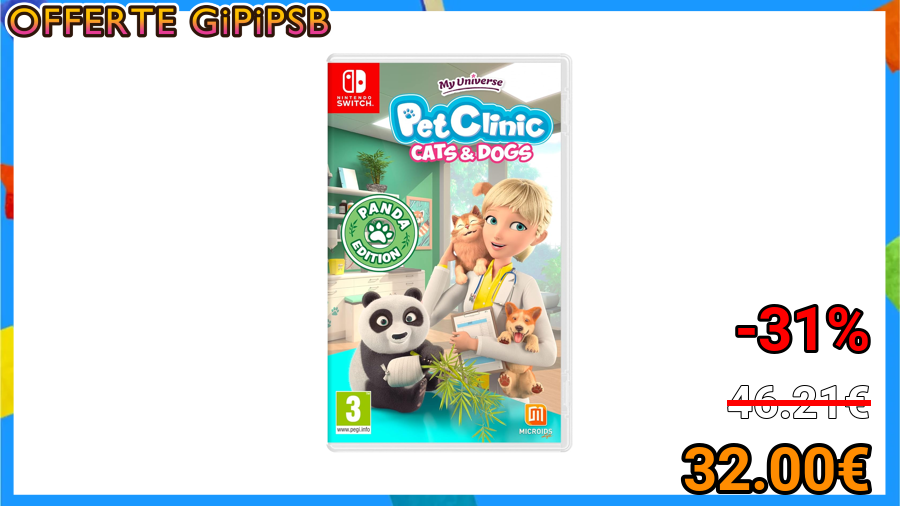 OFFERTE GiPiPSB
NINTENDO
SWITCH.
My Universe
PetClinic
CATS & DOGS
PANDA
EDITION
3
www.pegi.info
MICROIDS
-31%
46.21€
32.00€